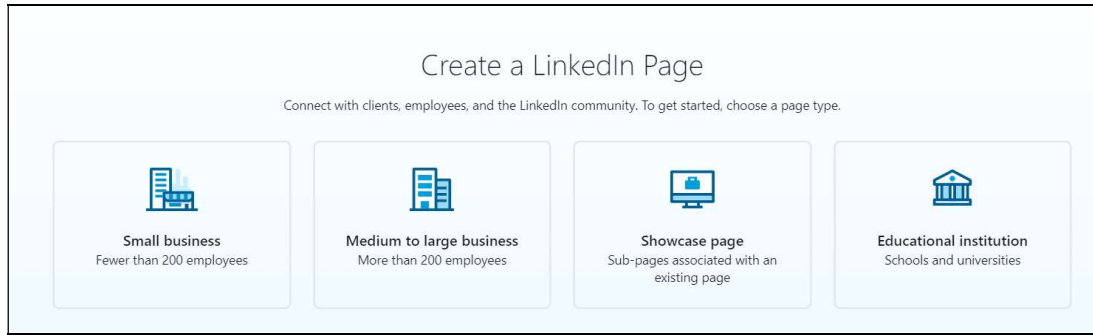 Create a LinkedIn Page
Connect with clients, employees, and the LinkedIn community. To get started, choose a page type.
Small business
Fewer than 200 employees
Medium to large business
More than 200 employees
Showcase page
Sub-pages associated with an
existing page
Educational institution
Schools and universities